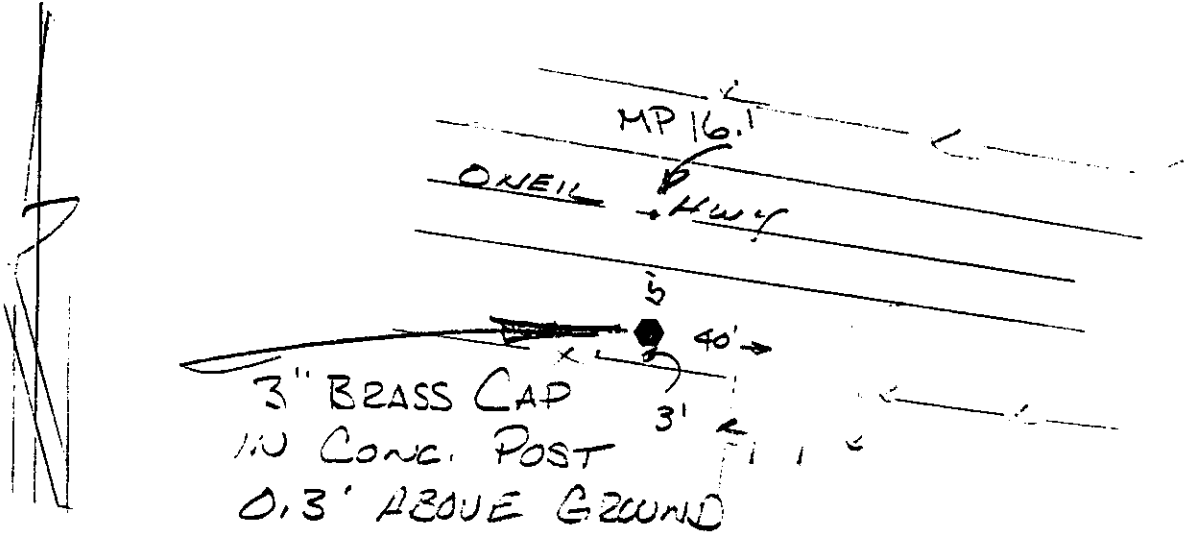 MP 16.1
ONEIL HWY
40'
3'
3" BRASS CAP
IN CONC. POST
0.3' ABOVE GROUND